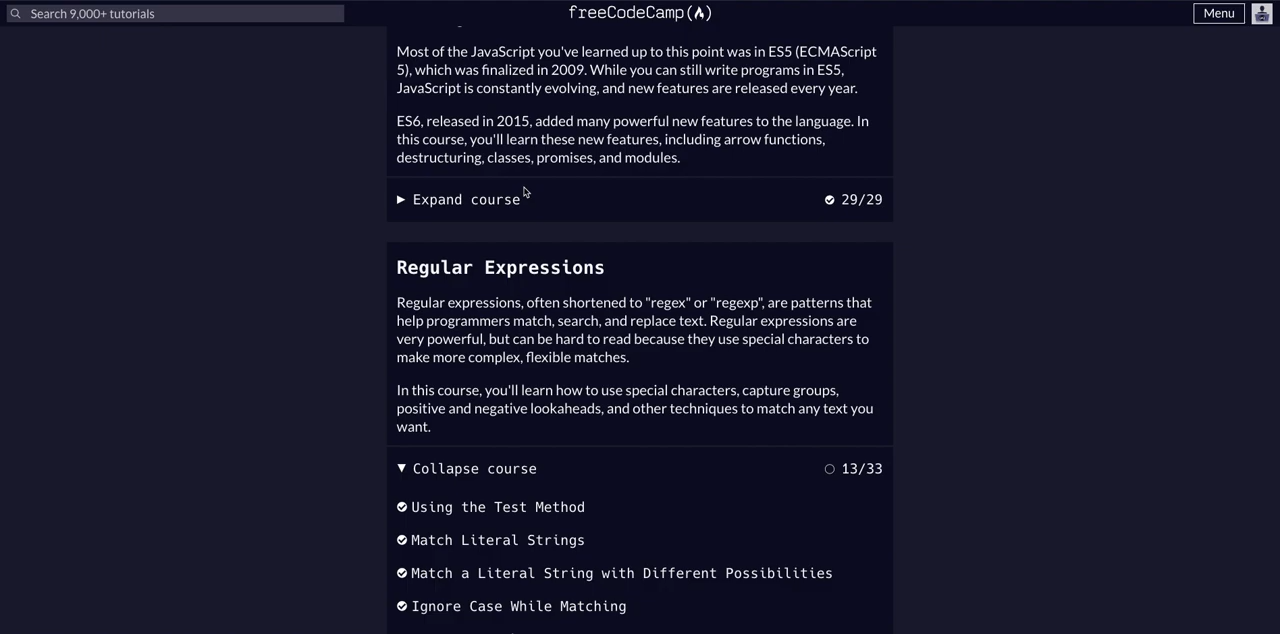 Search 9,000+ tutorials
freeCodeCamp
Menu
Most of the JavaScript you've learned up to this point was in ES5 (ECMAScript
5), which was finalized in 2009. While you can still write programs in ES5,
JavaScript is constantly evolving, and new features are released every year.
ES6, released in 2015, added many powerful new features to the language. In
this course, you'll learn these new features, including arrow functions,
destructuring, classes, promises, and modules.
Expand course
29/29
Regular Expressions
Regular expressions, often shortened to "regex" or "regexp", are patterns that
help programmers match, search, and replace text. Regular expressions are
very powerful, but can be hard to read because they use special characters to
make more complex, flexible matches.
In this course, you'll learn how to use special characters, capture groups,
positive and negative lookaheads, and other techniques to match any text you
want.
Collapse course
13/33
Using the Test Method
Match Literal Strings
Match a Literal String with Different Possibilities
Ignore Case While Matching